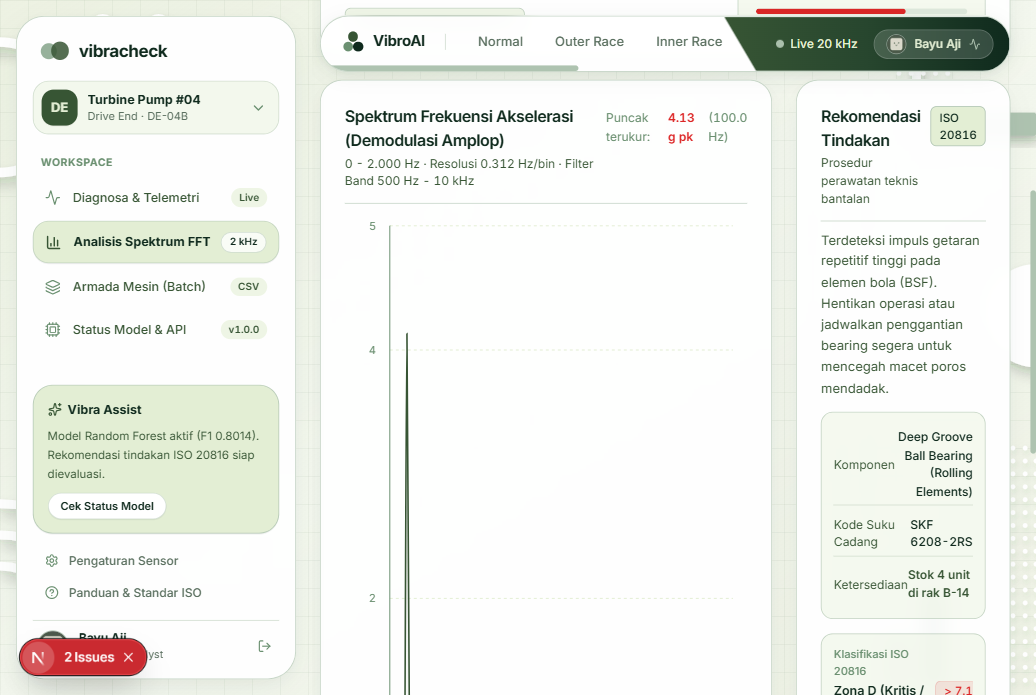 vibracheck
DE
Turbine Pump #04
Drive End · DE-04B
WORKSPACE
Diagnosa & Telemetri
Live
Analisis Spektrum FFT
2 kHz
Armada Mesin (Batch)
CSV
Status Model & API
v1.0.0
Vibra Assist
Model Random Forest aktif (F1 0.8014).
Rekomendasi tindakan ISO 20816 siap
dievaluasi.
Cek Status Model
Pengaturan Sensor
Panduan & Standar ISO
Bayu Aji
yst
N
2 Issues
VibroAI
Normal
Outer Race
Inner Race
Live 20 kHz
Bayu Aji
Spektrum Frekuensi Akselerasi
(Demodulasi Amplop)
0 - 2.000 Hz · Resolusi 0.312 Hz/bin · Filter
Band 500 Hz - 10 kHz
Puncak
terukur:
4.13
g pk
(100.0
Hz)
5
4
2
Rekomendasi
Tindakan
ISO
20816
Prosedur
perawatan teknis
bantalan
Terdeteksi impuls getaran
repetitif tinggi pada
elemen bola (BSF).
Hentikan operasi atau
jadwalkan penggantian
bearing segera untuk
mencegah macet poros
mendadak.
Komponen
Deep Groove
Ball Bearing
(Rolling
Elements)
Kode Suku
Cadang
SKF
6208-2RS
Ketersediaan
Stok 4 unit
di rak B-14
Klasifikasi ISO
20816
Zona D (Kritis /
> 7.1